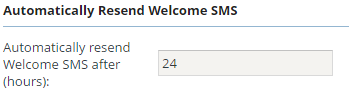 Automatically Resend Welcome SMS
Automatically resend
Welcome SMS after
(hours):
24